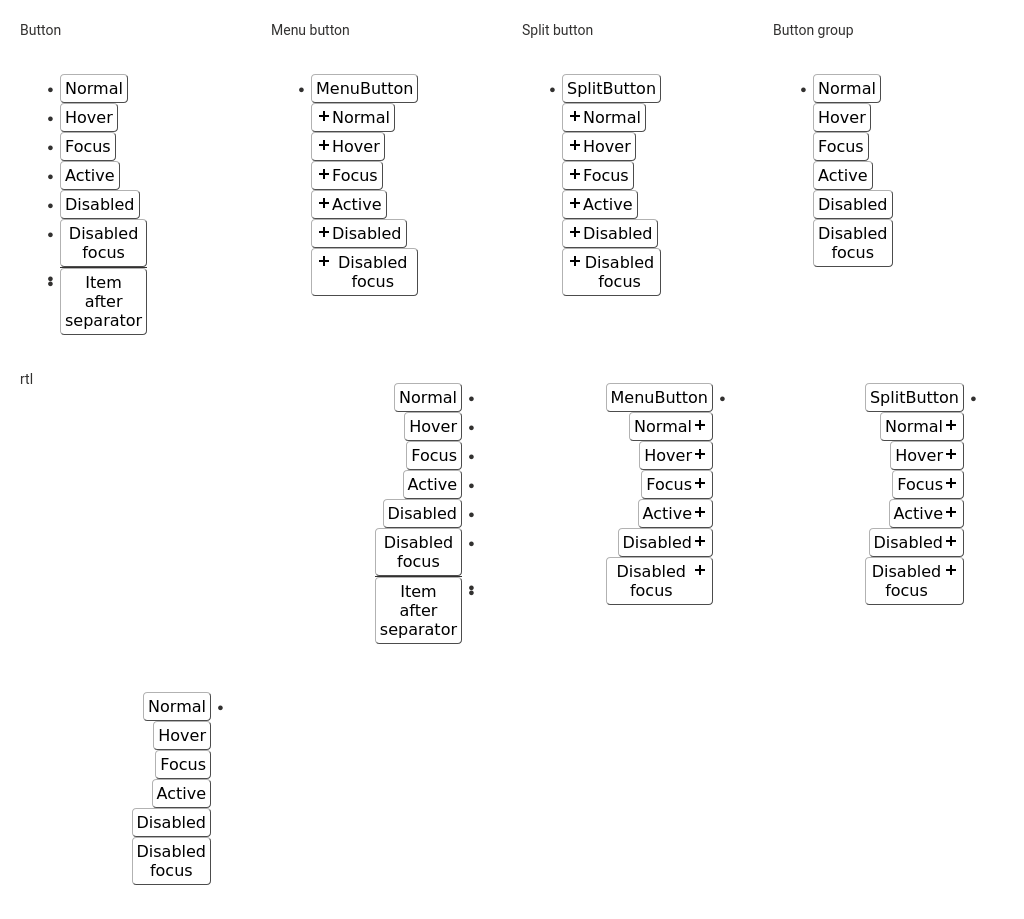 Button
Normal
Hover
Focus
Active
Disabled
Disabled
focus
Item
after
separator
Menu button
MenuButton
Normal
Hover
Focus
Active
Disabled
Disabled
focus
Split button
SplitButton
Normal
Hover
Focus
Active
Disabled
Disabled
focus
Button group
Normal
Hover
Focus
Active
Disabled
Disabled
focus
rtl
Normal
Hover
Focus
Active
Disabled
Disabled
focus
Item
after
separator
MenuButton
Normal
Hover
Focus
Active
Disabled
Disabled
focus
SplitButton
Normal
Hover
Focus
Active
Disabled
Disabled
focus
Normal
Hover
Focus
Active
Disabled
Disabled
focus